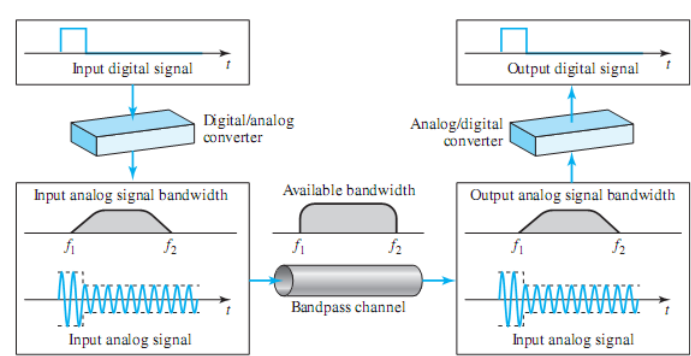 t
Input digital signal
Digital/analog
converter
Input analog signal bandwidth
f1
f2
t
Input analog signal
Available bandwidth
f1
f2
Bandpass channel
t
Output digital signal
Analog/digital
converter
Output analog signal bandwidth
f1
f2
t
Input analog signal